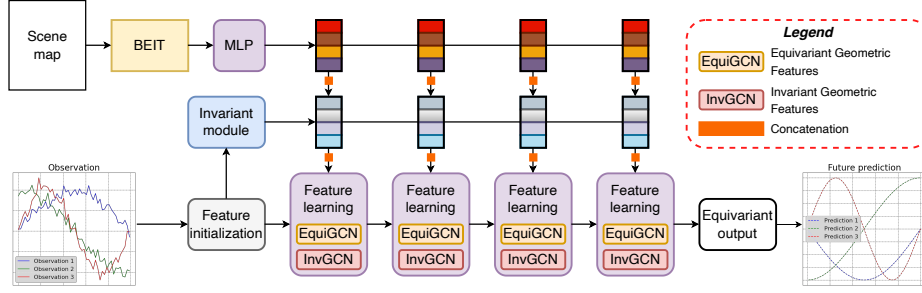 Scene
map
BEIT
MLP
Legend
EquiGCN
Equivariant Geometric
Features
InvGCN
Invariant Geometric
Features
Concatenation
Invariant
module
Observation
Observation 1
Observation 2
Observation 3
Feature
initialization
Feature
learning
EquiGCN
InvGCN
Feature
learning
EquiGCN
InvGCN
Feature
learning
EquiGCN
InvGCN
Feature
learning
EquiGCN
InvGCN
Equivariant
output
Future prediction
Prediction 1
Prediction 2
Prediction 3